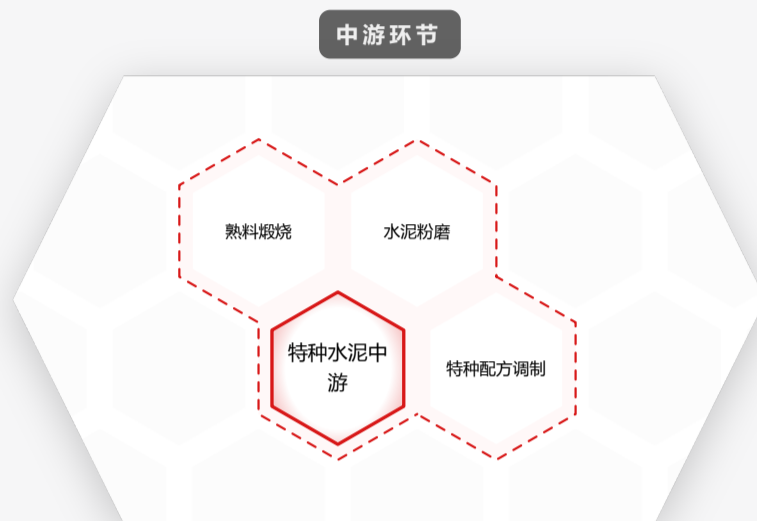 中游环节
熟料煅烧
水泥粉磨
特种水泥中
游
特种配方调制